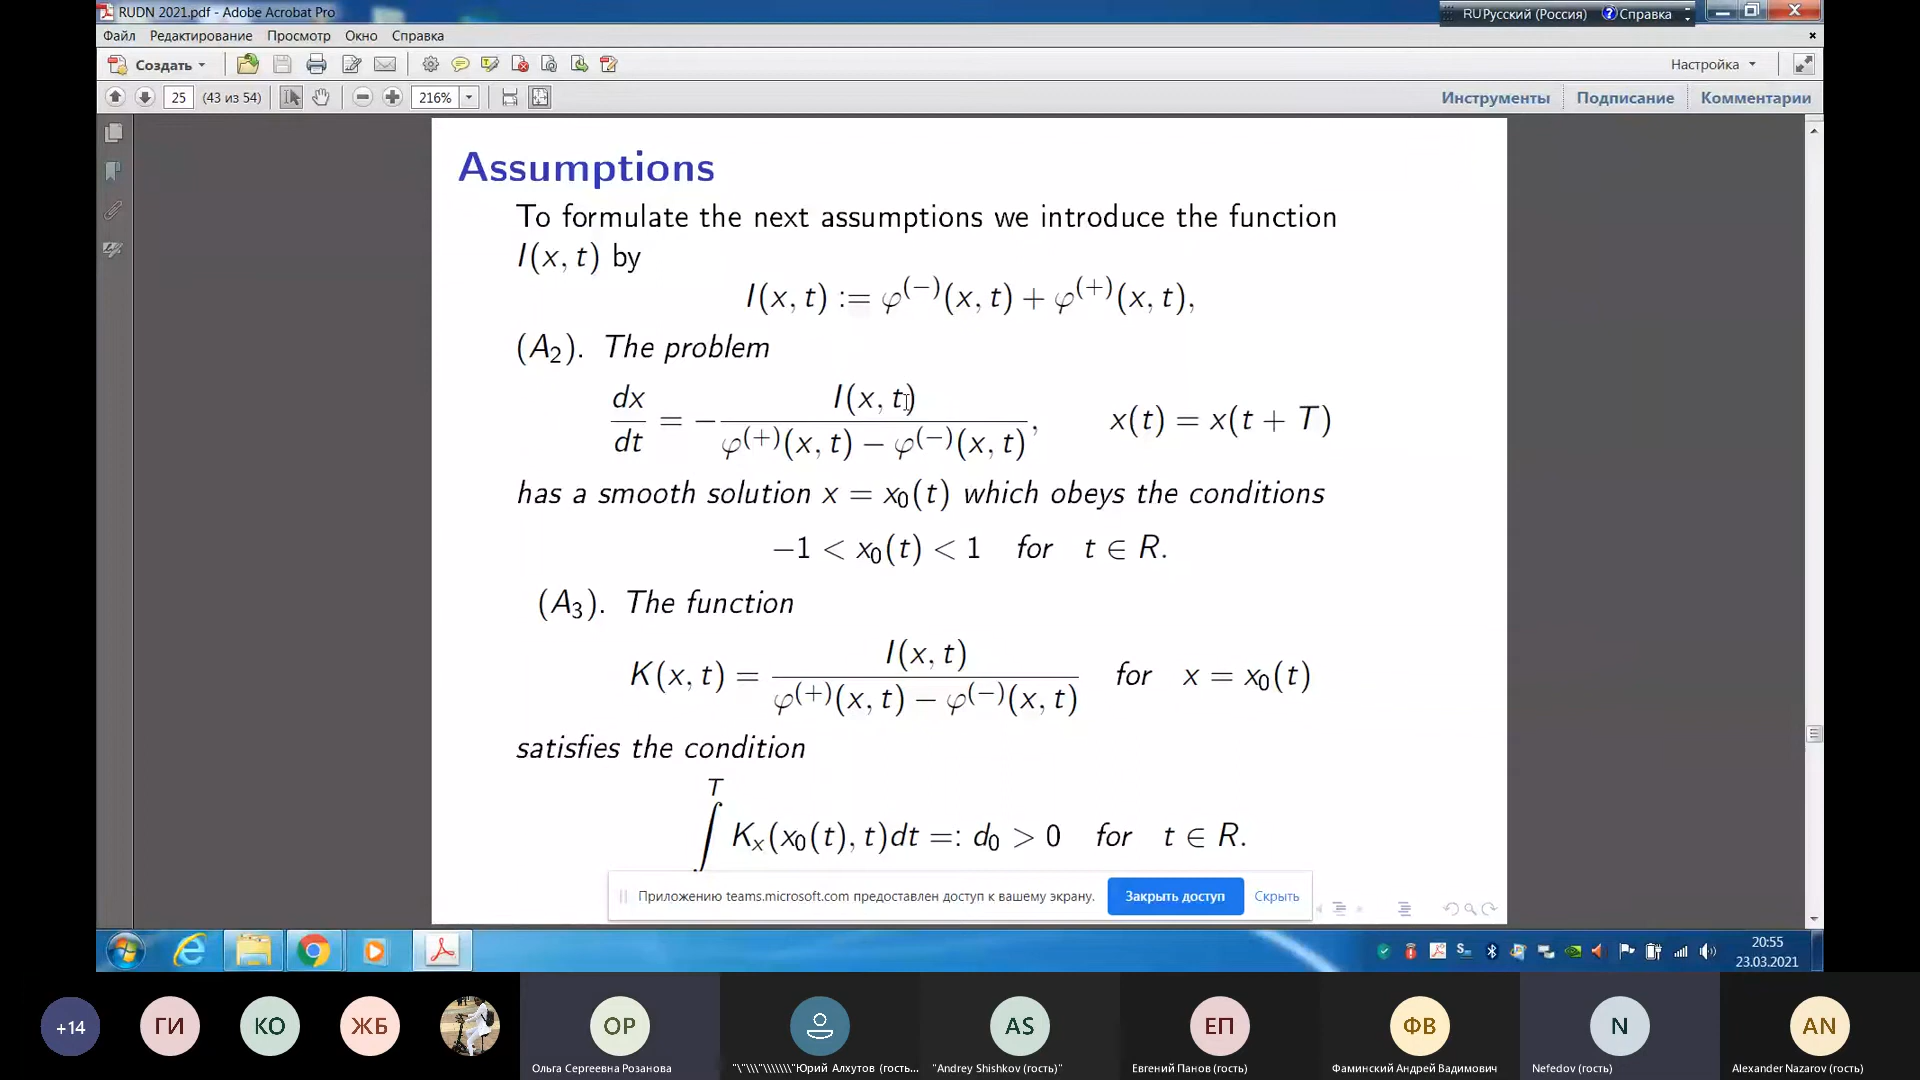 RUDN 2021.pdf - Adobe Acrobat Pro
RU Русский (Россия) Справка
Файл Редактирование Просмотр Окно Справка
Создать Настройка
25 (43 из 54) 216% Инструменты Подписание Комментарии
Assumptions
To formulate the next assumptions we introduce the function
I(x, t) by
I(x, t) := φ^(−)(x, t) + φ^(+)(x, t),
(A₂). The problem
dx/dt = − I(x, t) / (φ^(+)(x, t) − φ^(−)(x, t)), x(t) = x(t + T)
has a smooth solution x = x₀(t) which obeys the conditions
−1 < x₀(t) < 1 for t ∈ R.
(A₃). The function
K(x, t) = I(x, t) / (φ^(+)(x, t) − φ^(−)(x, t)) for x = x₀(t)
satisfies the condition
∫^T Kₓ(x₀(t), t)dt =: d₀ > 0 for t ∈ R.
Приложению teams.microsoft.com предоставлен доступ к вашему экрану. Закрыть доступ Скрыть
20:55
23.03.2021
+14 ГИ КО ЖБ ОР AS ЕП ФВ N AN
Ольга Сергеевна Розанова
"\"\\\"\\\\\\\"Юрий Алхутов (гость...
"Andrey Shishkov (гость)"
Евгений Панов (гость)
Фаминский Андрей Вадимович
Nefedov (гость)
Alexander Nazarov (гость)